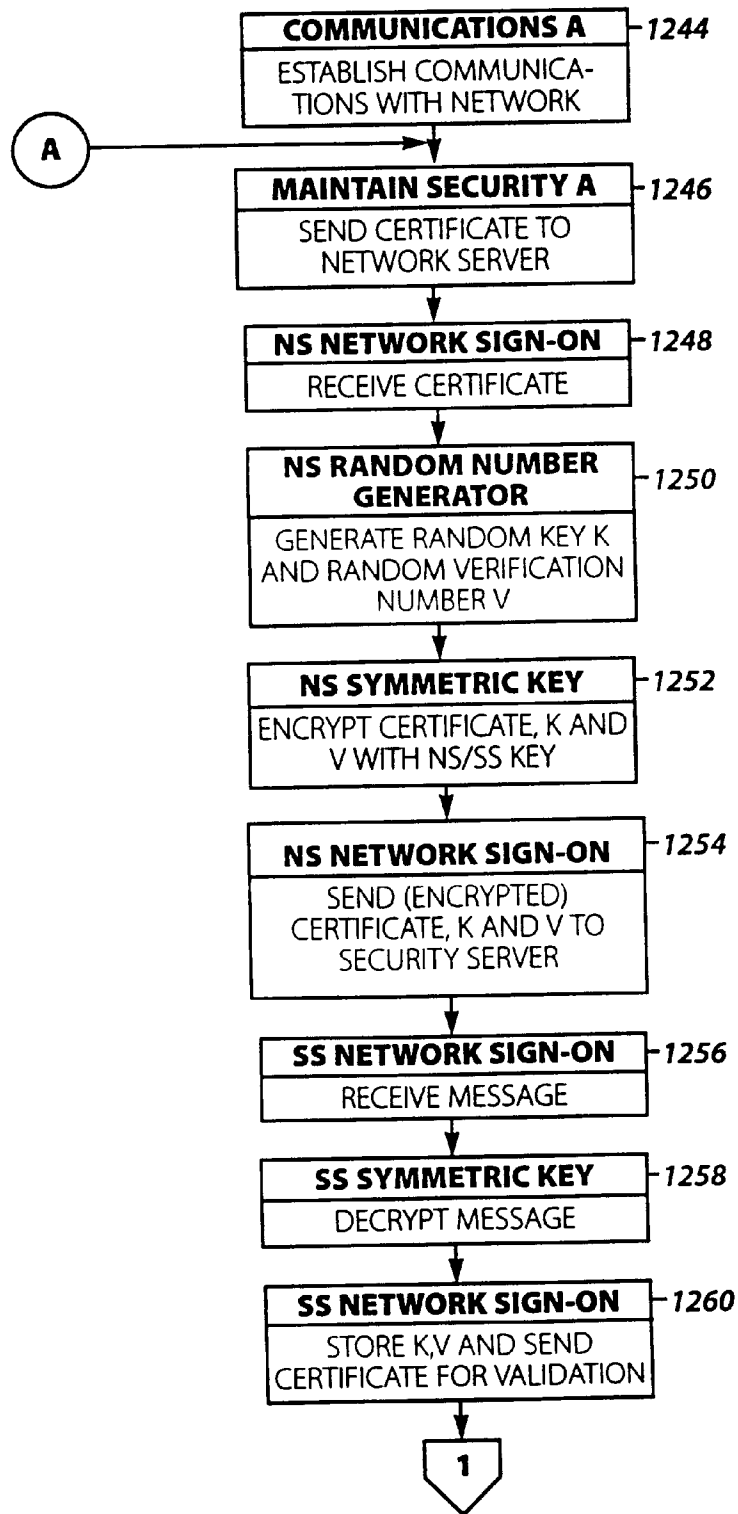 COMMUNICATIONS A
1244
ESTABLISH COMMUNICA-
TIONS WITH NETWORK
A
MAINTAIN SECURITY A
1246
SEND CERTIFICATE TO
NETWORK SERVER
NS NETWORK SIGN-ON
1248
RECEIVE CERTIFICATE
NS RANDOM NUMBER
GENERATOR
1250
GENERATE RANDOM KEY K
AND RANDOM VERIFICATION
NUMBER V
NS SYMMETRIC KEY
1252
ENCRYPT CERTIFICATE, K AND
V WITH NS/SS KEY
NS NETWORK SIGN-ON
1254
SEND (ENCRYPTED)
CERTIFICATE, K AND V TO
SECURITY SERVER
SS NETWORK SIGN-ON
1256
RECEIVE MESSAGE
SS SYMMETRIC KEY
1258
DECRYPT MESSAGE
SS NETWORK SIGN-ON
1260
STORE K,V AND SEND
CERTIFICATE FOR VALIDATION
1